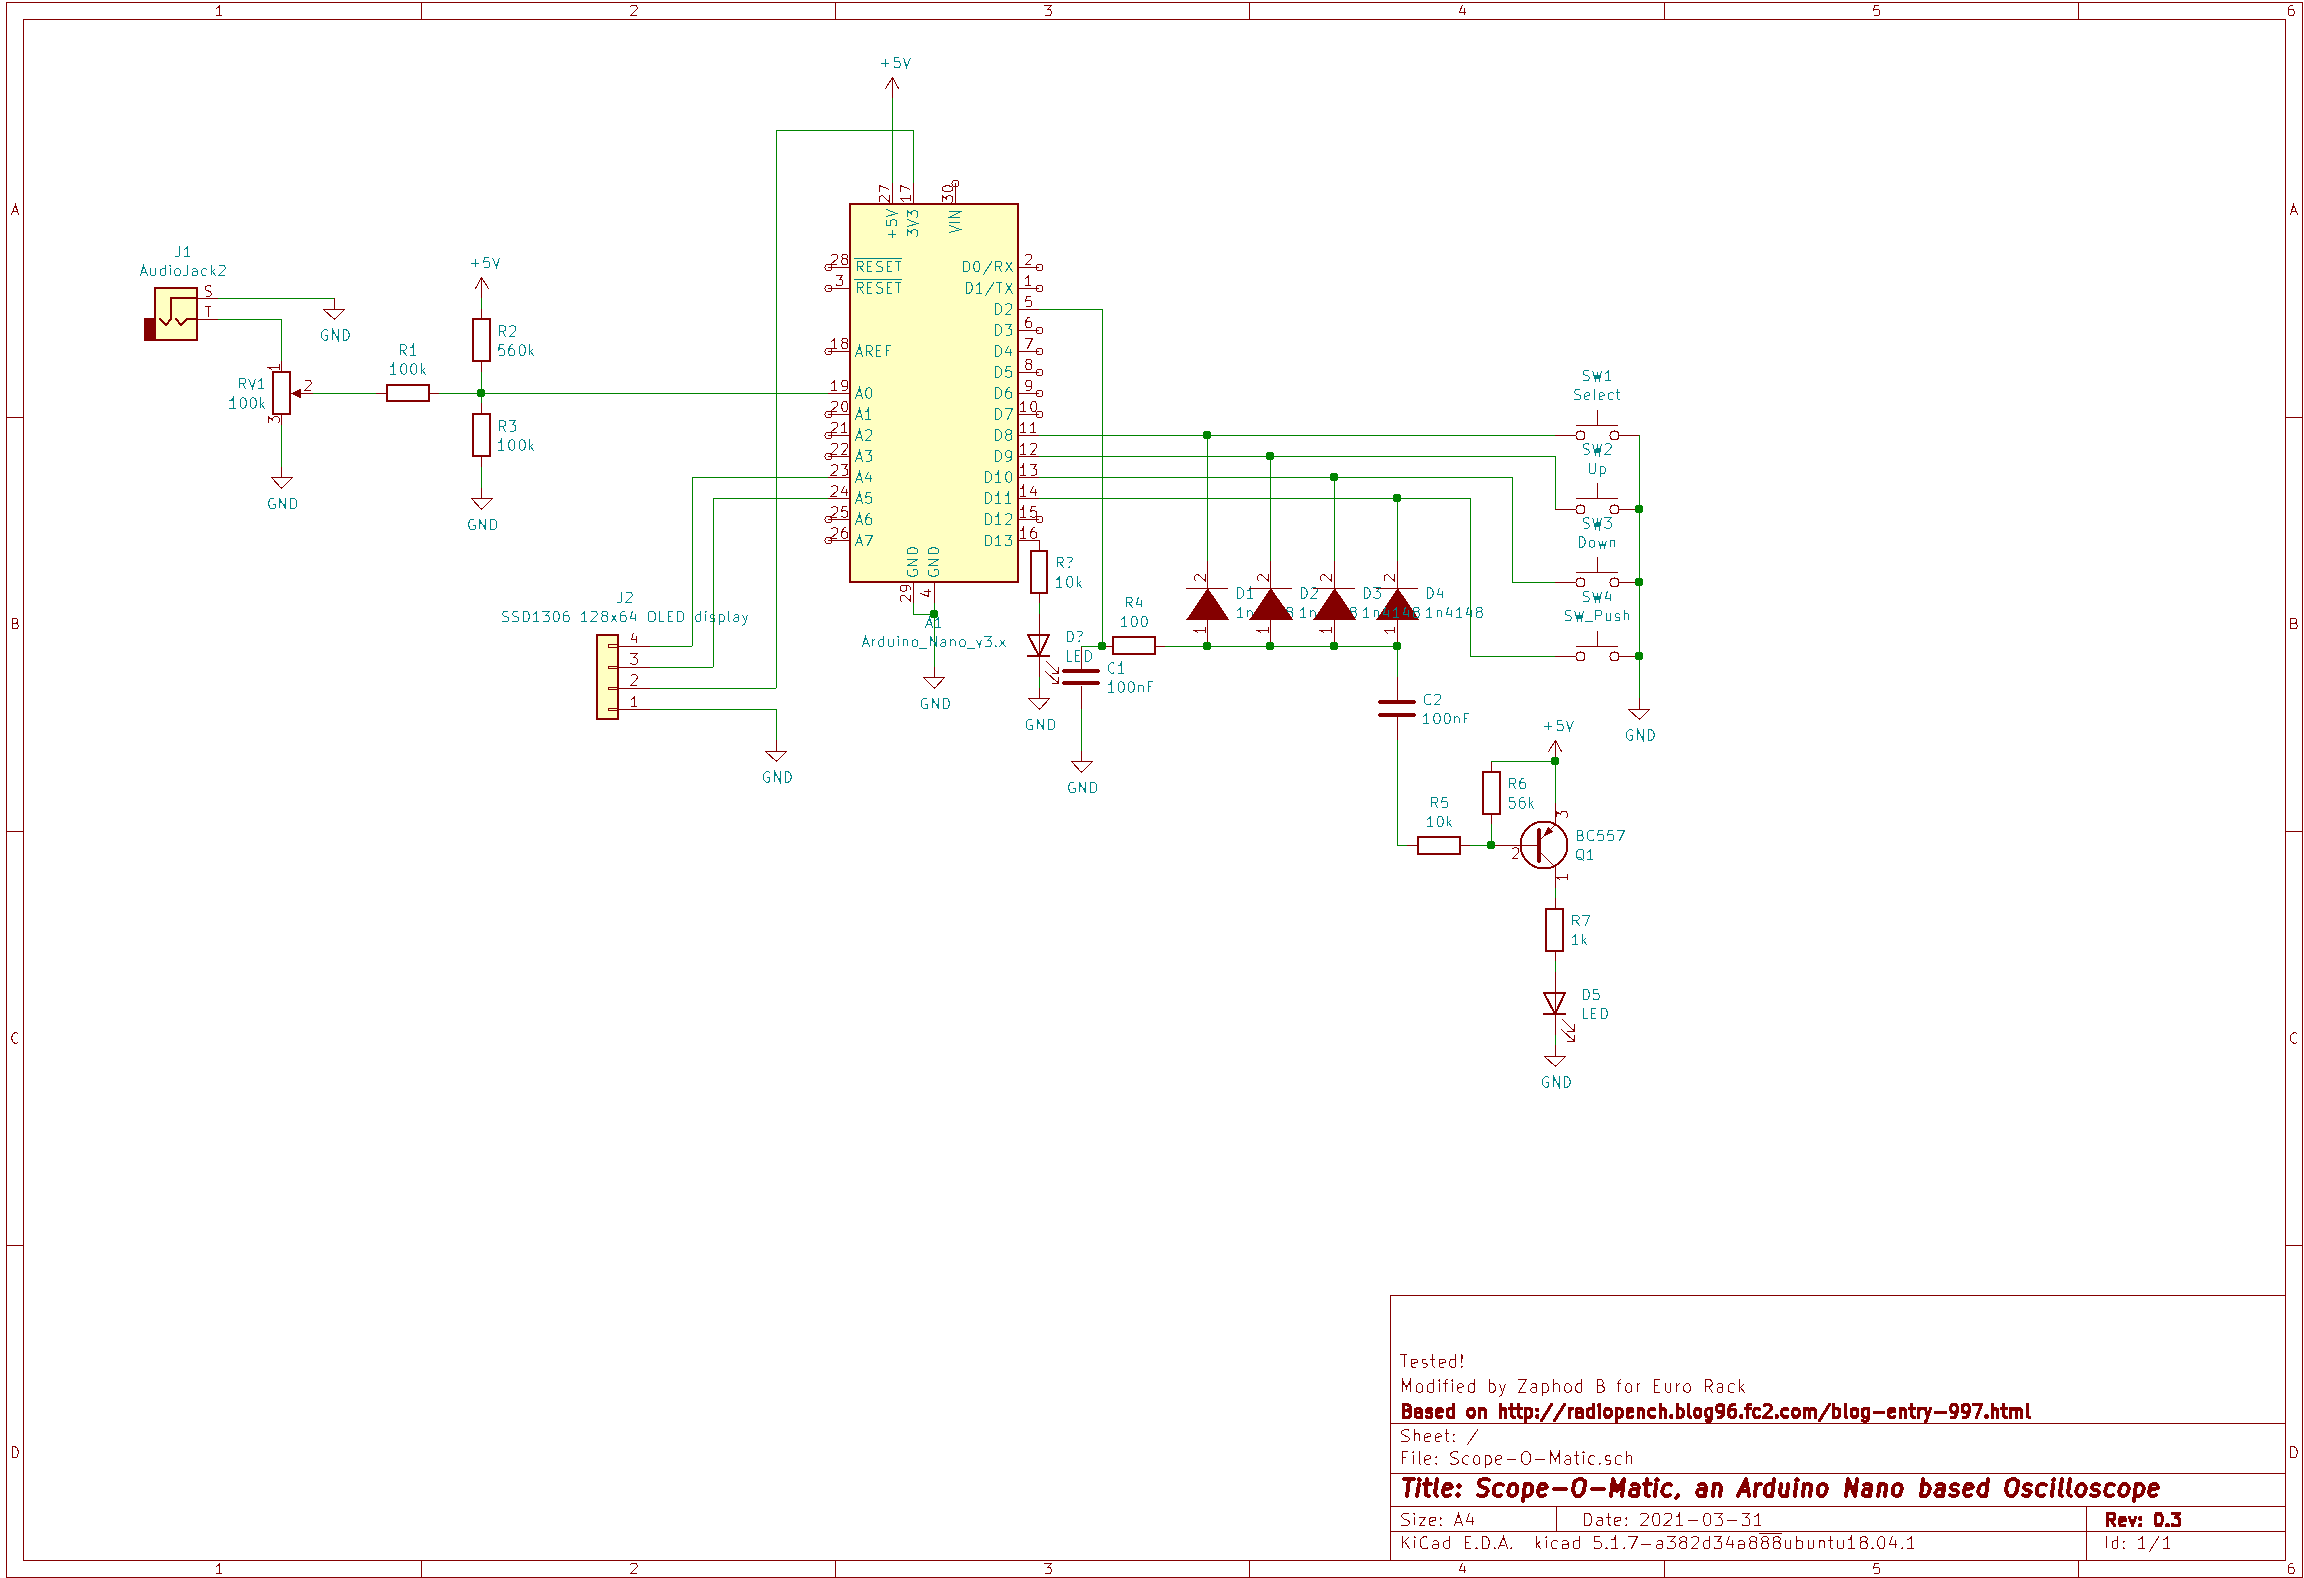 1 2 3 4 5 6
A
B
C
D
A
B
C
D
+5V
27 17 30
+5V 3V3 VIN
J1
AudioJack2
S
T
GND
RV1
100k
1
2
3
GND
R1
100k
+5V
R2
560k
R3
100k
GND
28 RESET
3 RESET
18 AREF
19 A0
20 A1
21 A2
22 A3
23 A4
24 A5
25 A6
26 A7
D0/RX 2
D1/TX 1
D2 5
D3 6
D4 7
D5 8
D6 9
D7 10
D8 11
D9 12
D10 13
D11 14
D12 15
D13 16
GND GND
29 4
A1
Arduino_Nano_v3.x
GND
J2
SSD1306 128x64 OLED display
4
3
2
1
GND
R?
10k
D?
LED
GND
C1
100nF
GND
R4
100
2 2 2 2
D1 D2 D3 D4
1n4148
1n4148
1 1 1 1
C2
100nF
SW1
Select
SW2
Up
SW3
Down
SW4
SW_Push
GND
+5V
R6
56k
R5
10k
3
2
1
BC557
Q1
R7
1k
D5
LED
GND
Tested!
Modified by Zaphod B for Euro Rack
Based on http://radiopench.blog96.fc2.com/blog-entry-997.html
Sheet: /
File: Scope-O-Matic.sch
Title: Scope-O-Matic, an Arduino Nano based Oscilloscope
Size: A4 Date: 2021-03-31 Rev: 0.3
KiCad E.D.A. kicad 5.1.7-a382d34a888ubuntu18.04.1 Id: 1/1
1 2 3 4 5 6